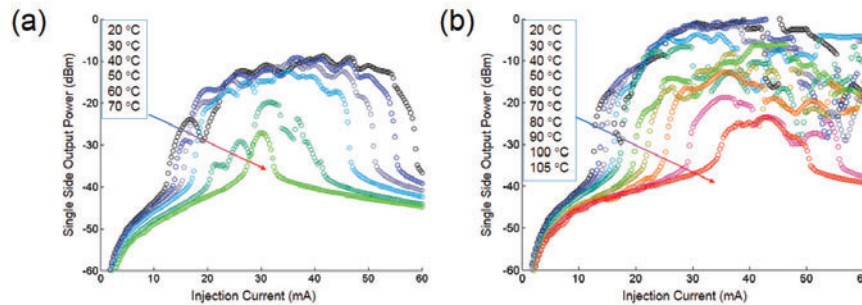 (a)
Single Side Output Power (dBm)
0
-10
-20
-30
-40
-50
-60
20 °C
30 °C
40 °C
50 °C
60 °C
70 °C
0 10 20 30 40 50 60
Injection Current (mA)
(b)
Single Side Output Power (dBm)
0
-10
-20
-30
-40
-50
-60
20 °C
30 °C
40 °C
50 °C
60 °C
70 °C
80 °C
90 °C
100 °C
105 °C
0 10 20 30 40 50 60
Injection Current (mA)